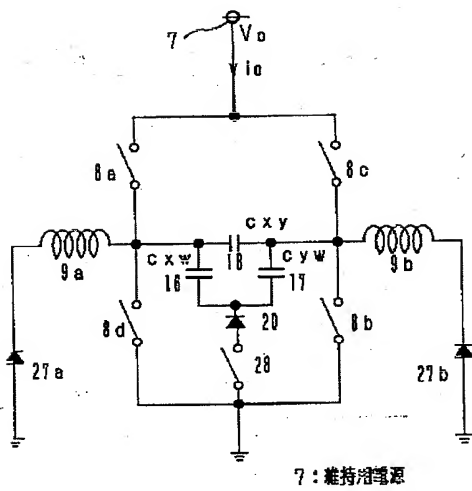 7
Vo
io
8a
8c
cxy
cxw
18
cyw
9a
16
17
9b
8d
20
8b
28
27a
27b
7：維持用電源